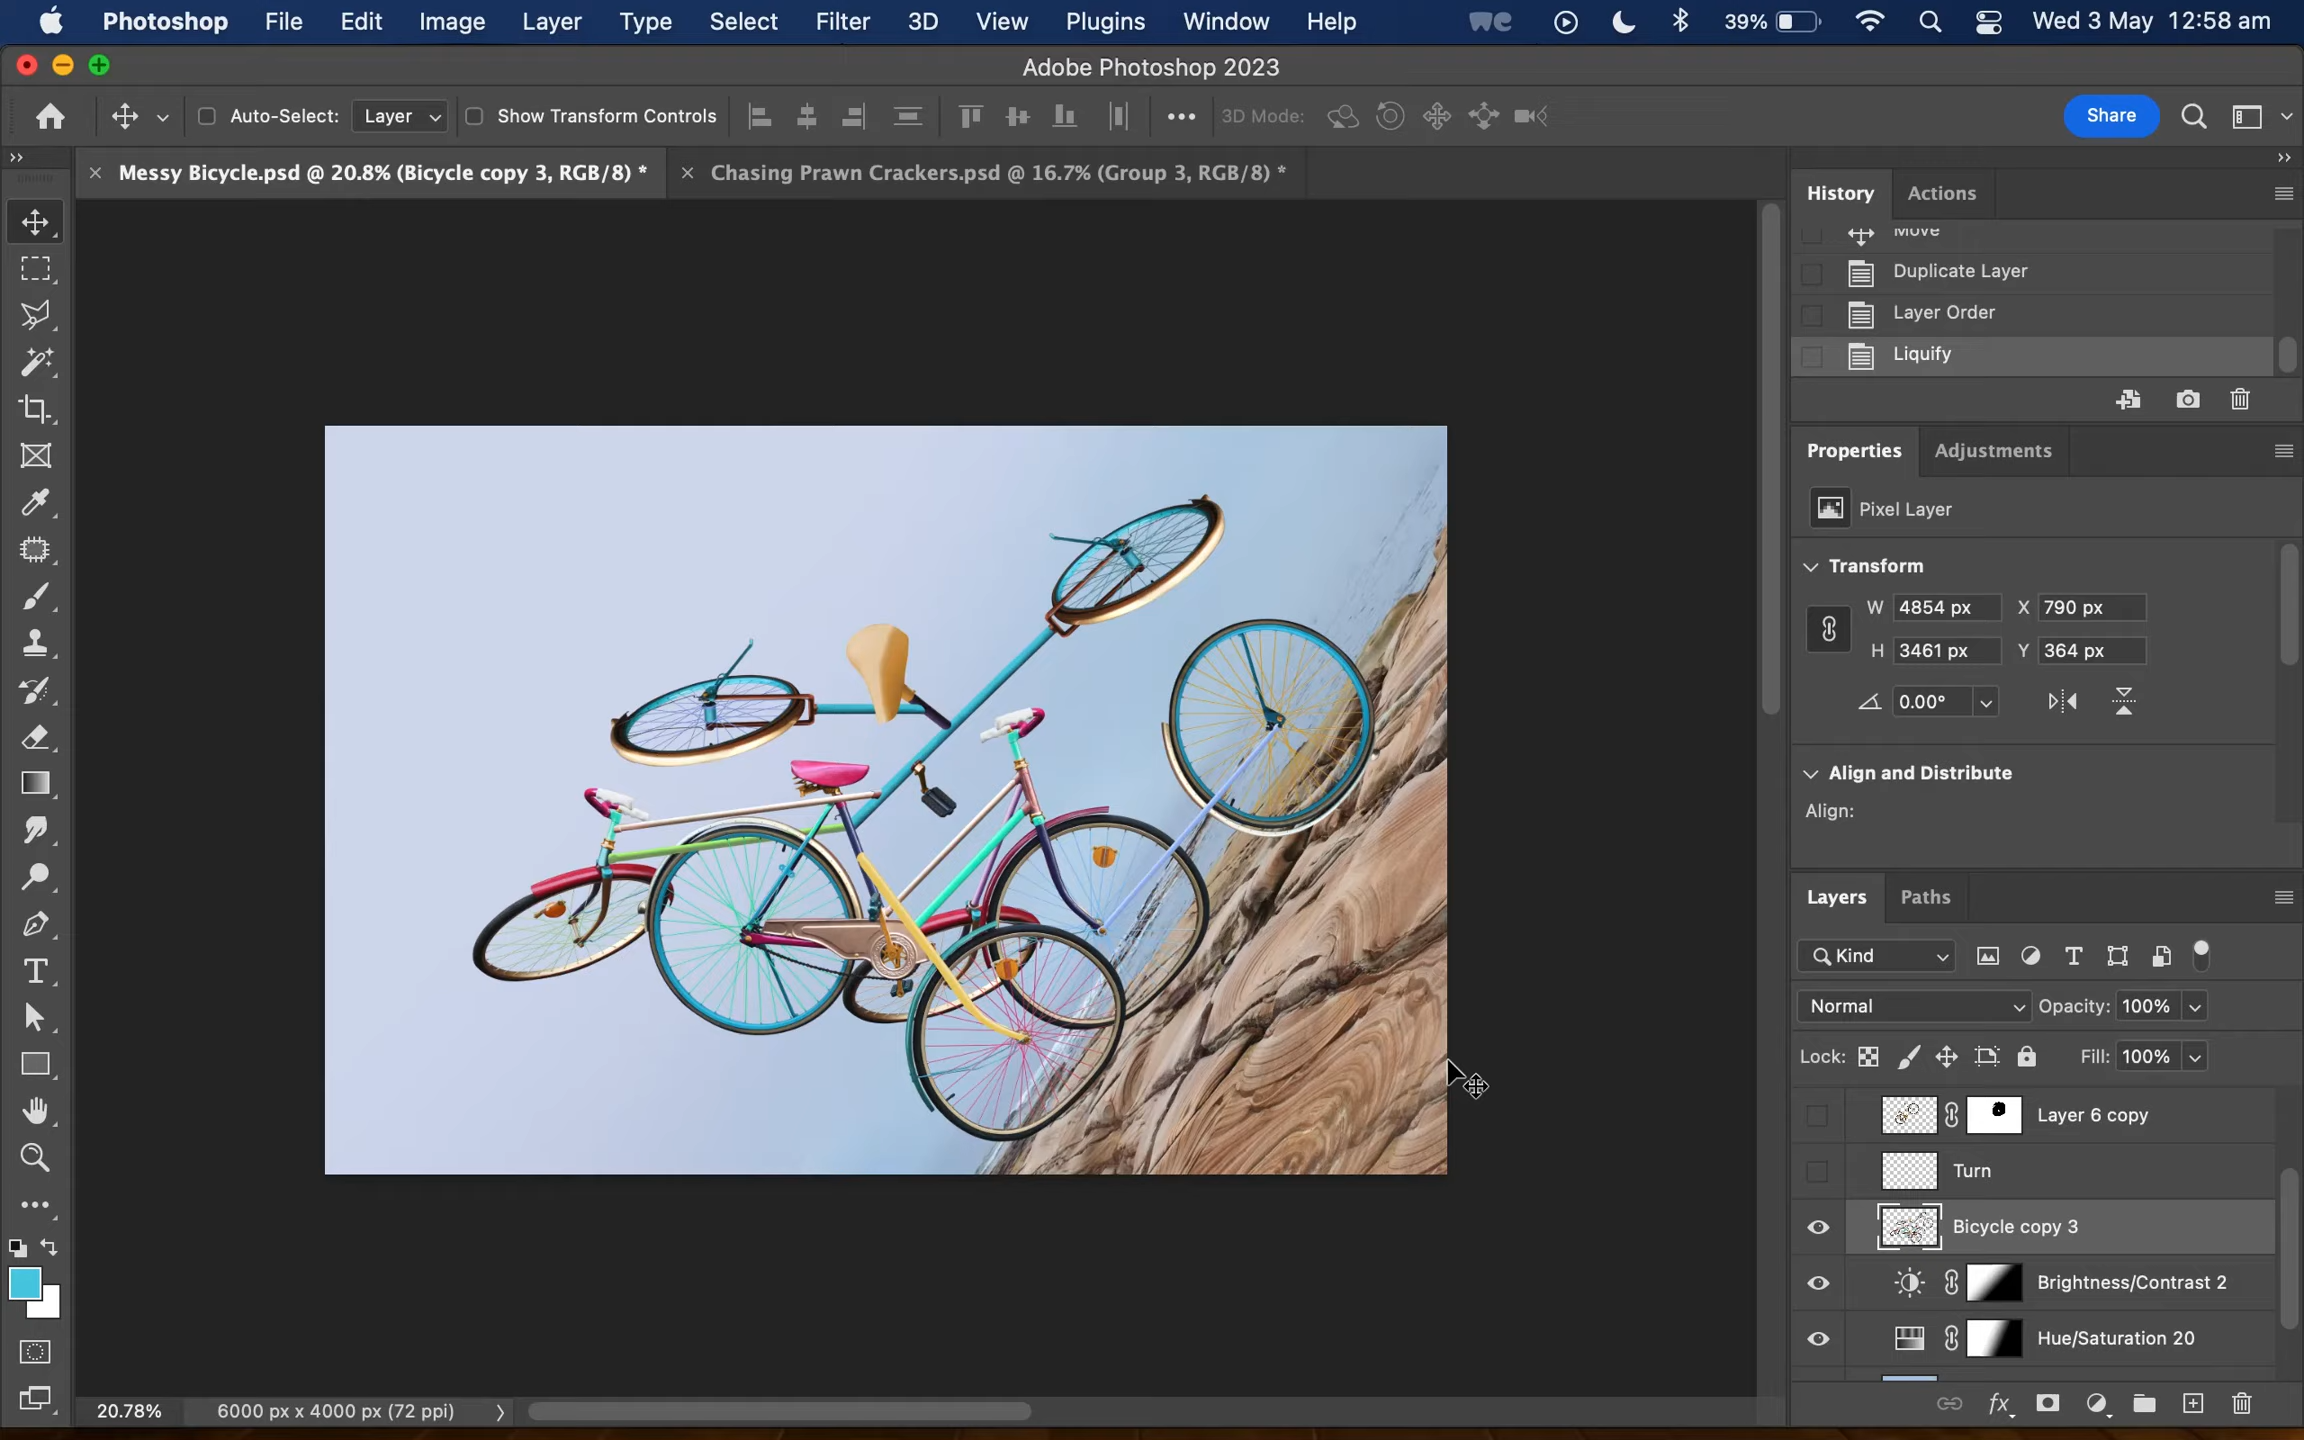 Photoshop File Edit Image Layer Type Select Filter 3D View Plugins Window Help 39% Wed 3 May 12:58 am
Adobe Photoshop 2023
Auto-Select: Layer Show Transform Controls 3D Mode: Share
Messy Bicycle.psd @ 20.8% (Bicycle copy 3, RGB/8) * Chasing Prawn Crackers.psd @ 16.7% (Group 3, RGB/8) *
History Actions
Move
Duplicate Layer
Layer Order
Liquify
Properties Adjustments
Pixel Layer
Transform
W 4854 px X 790 px
H 3461 px Y 364 px
0.00°
Align and Distribute
Align:
Layers Paths
Kind
Normal Opacity: 100%
Lock: Fill: 100%
Layer 6 copy
Turn
Bicycle copy 3
Brightness/Contrast 2
Hue/Saturation 20
fx
20.78% 6000 px x 4000 px (72 ppi)